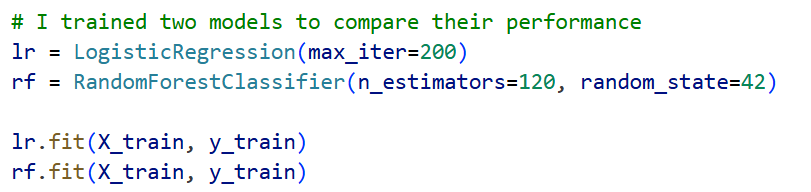 # I trained two models to compare their performance
lr = LogisticRegression(max_iter=200)
rf = RandomForestClassifier(n_estimators=120, random_state=42)
lr.fit(X_train, y_train)
rf.fit(X_train, y_train)